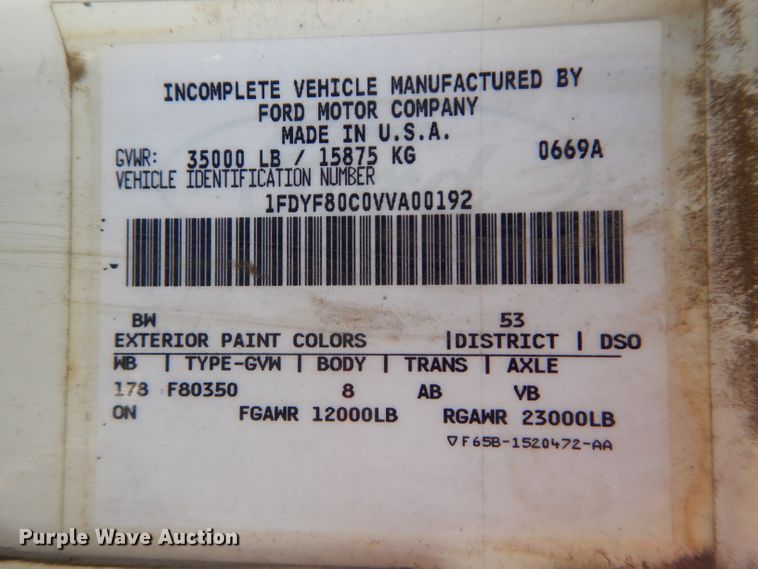 INCOMPLETE VEHICLE MANUFACTURED BY
FORD MOTOR COMPANY
MADE IN U.S.A.
GVWR: 35000 LB / 15875 KG 0669A
VEHICLE IDENTIFICATION NUMBER
1FDYF80C0VVA00192
BW 53
EXTERIOR PAINT COLORS |DISTRICT | DSO
WB | TYPE-GVW | BODY | TRANS | AXLE
178 F80350 8 AB VB
ON FGAWR 12000LB RGAWR 23000LB
▽F65B-1520472-AA
Purple Wave Auction